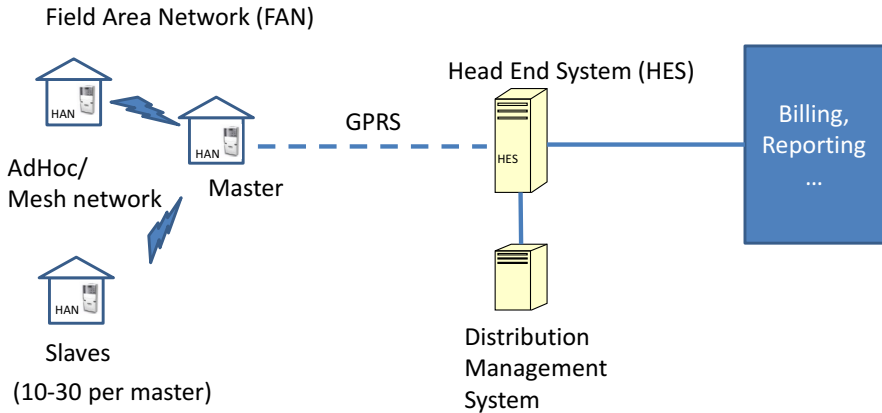 Field Area Network (FAN)
Head End System (HES)
HAN
GPRS
Billing,
Reporting
...
HAN
HES
AdHoc/
Mesh network
Master
HAN
Slaves
(10-30 per master)
Distribution
Management
System